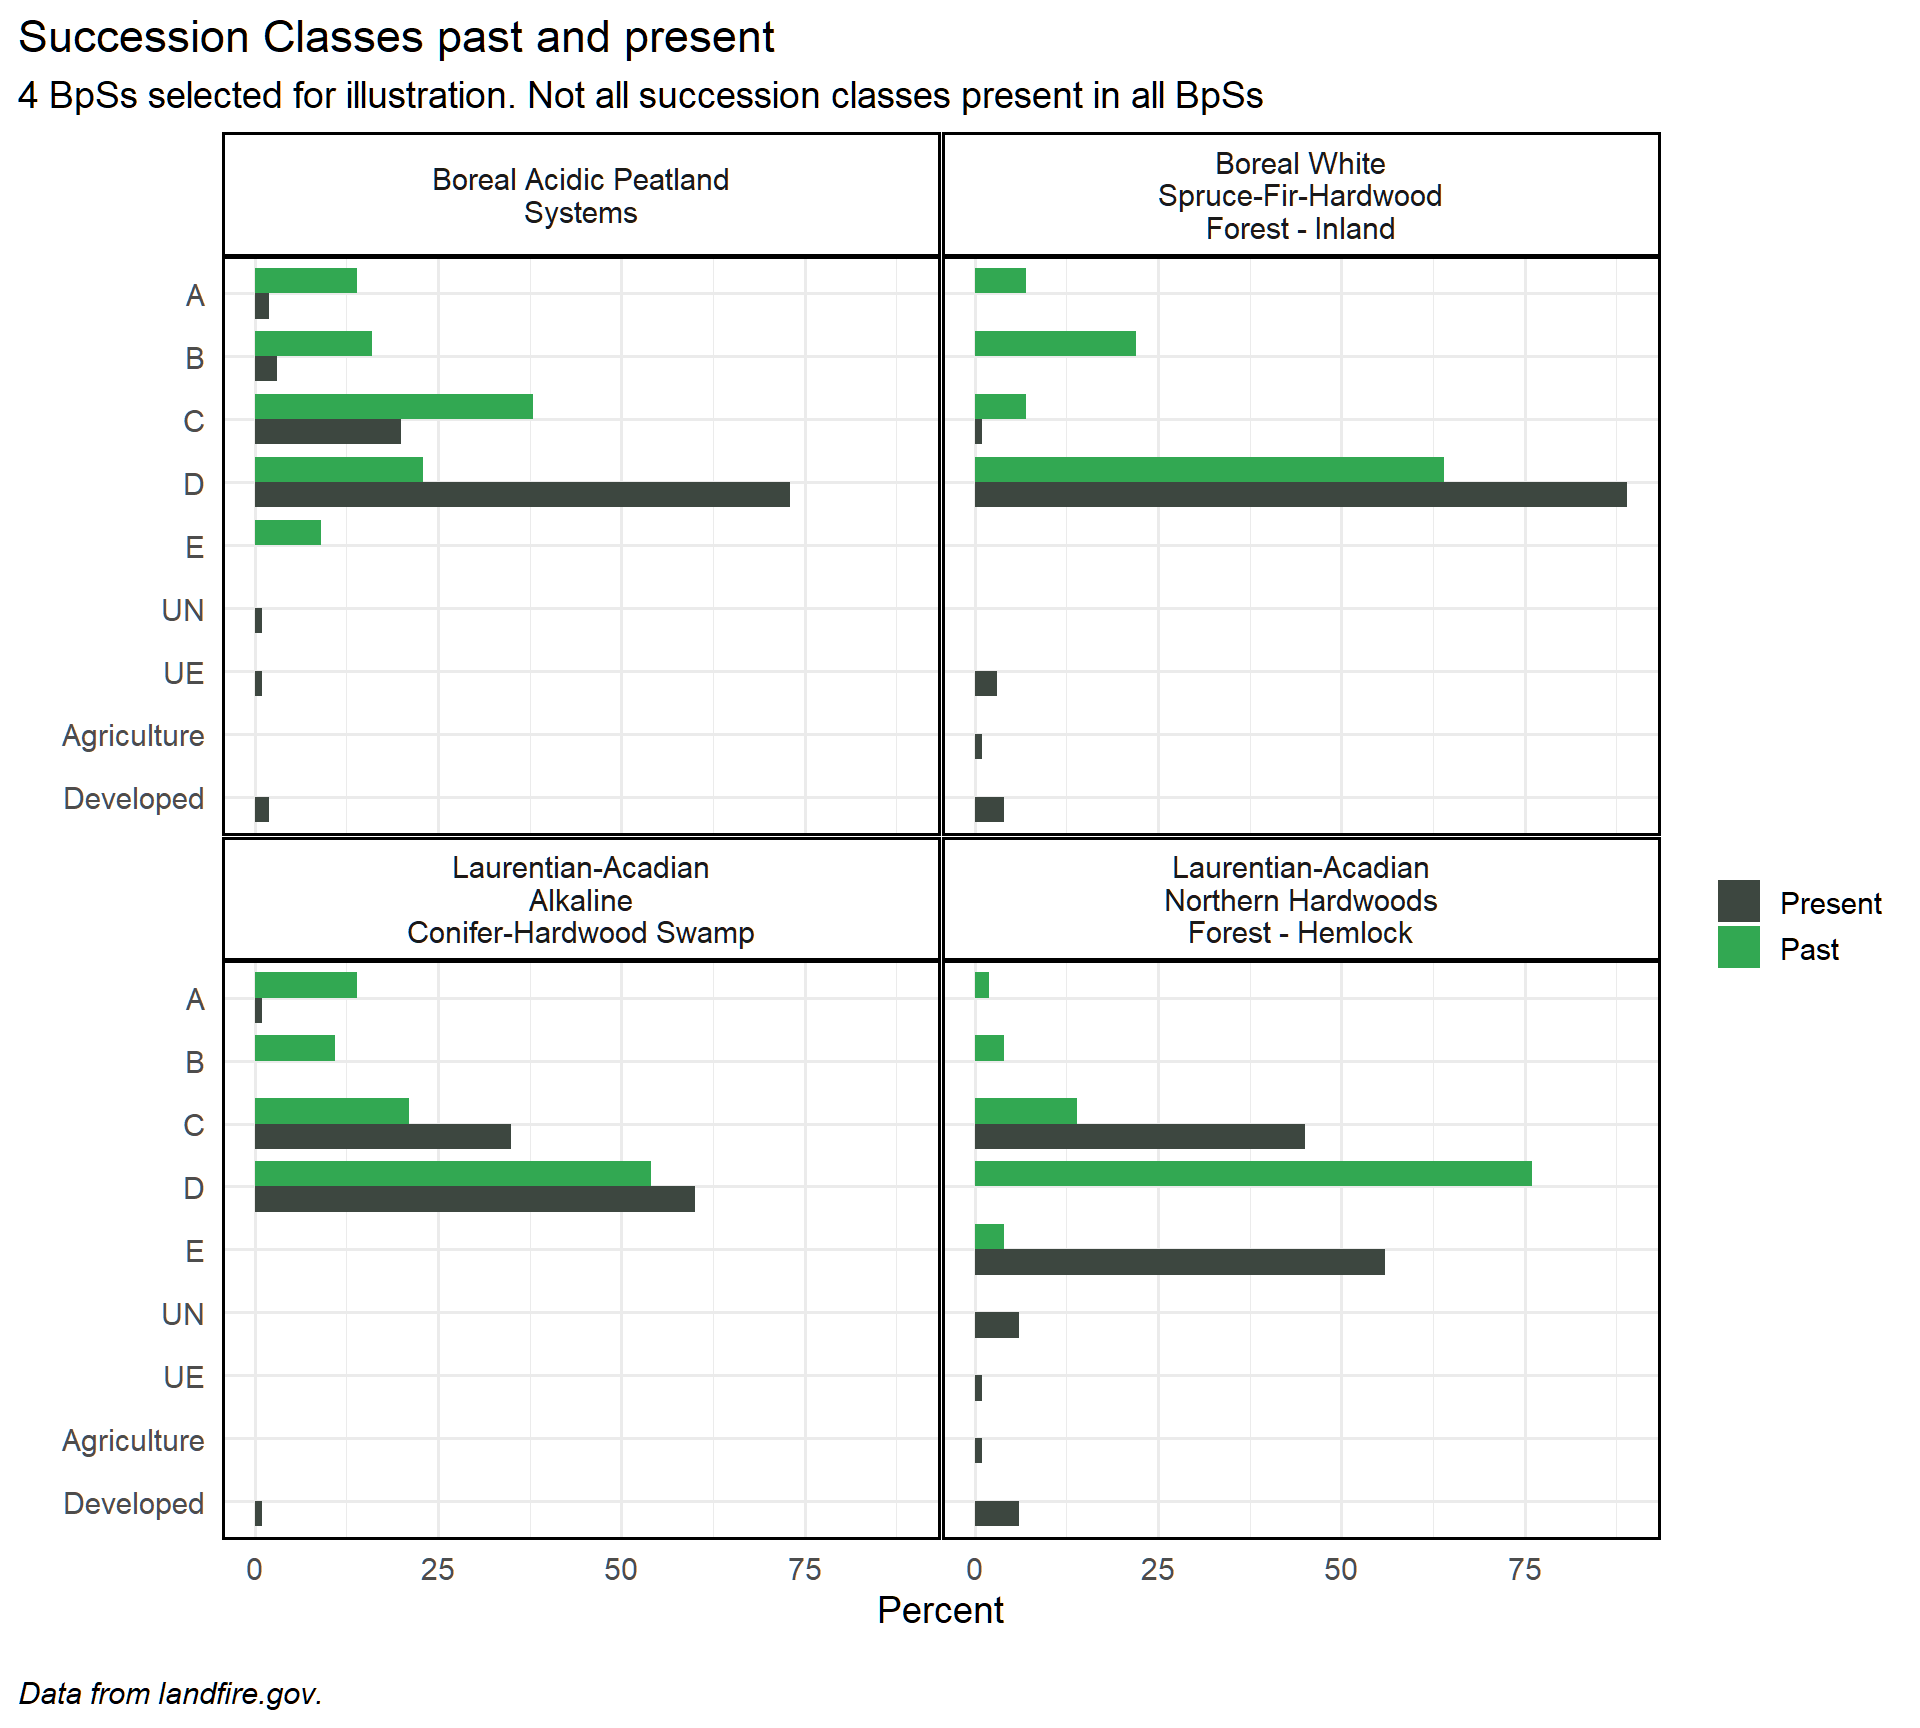 Succession Classes past and present
4 BpSs selected for illustration. Not all succession classes present in all BpSs
Boreal Acidic Peatland
Systems
Boreal White
Spruce-Fir-Hardwood
Forest - Inland
A
B
C
D
E
UN
UE
Agriculture
Developed
Laurentian-Acadian
Alkaline
Conifer-Hardwood Swamp
Laurentian-Acadian
Northern Hardwoods
Forest - Hemlock
Present
Past
A
B
C
D
E
UN
UE
Agriculture
Developed
0 25 50 75 0 25 50 75
Percent
Data from landfire.gov.